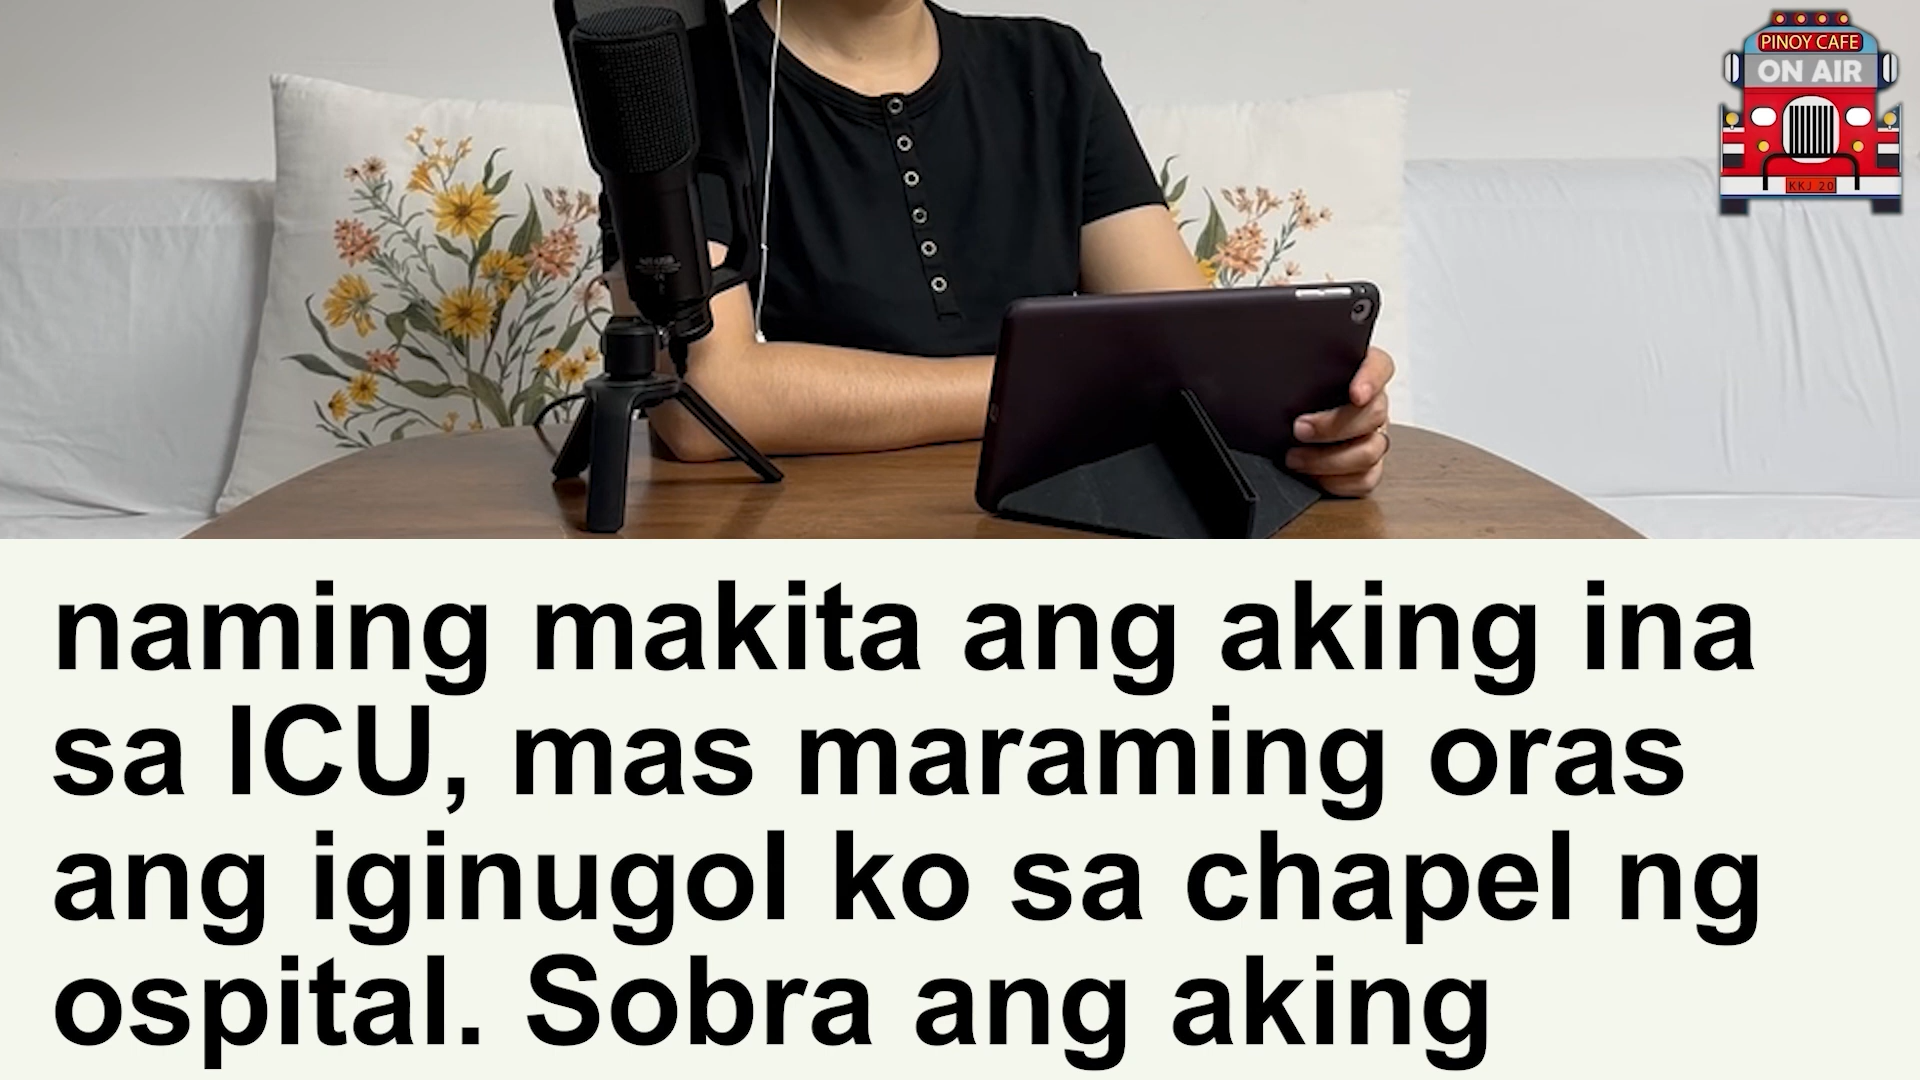 PINOY CAFE
ON AIR
KKJ 20
naming makita ang aking ina
sa ICU, mas maraming oras
ang iginugol ko sa chapel ng
ospital. Sobra ang aking